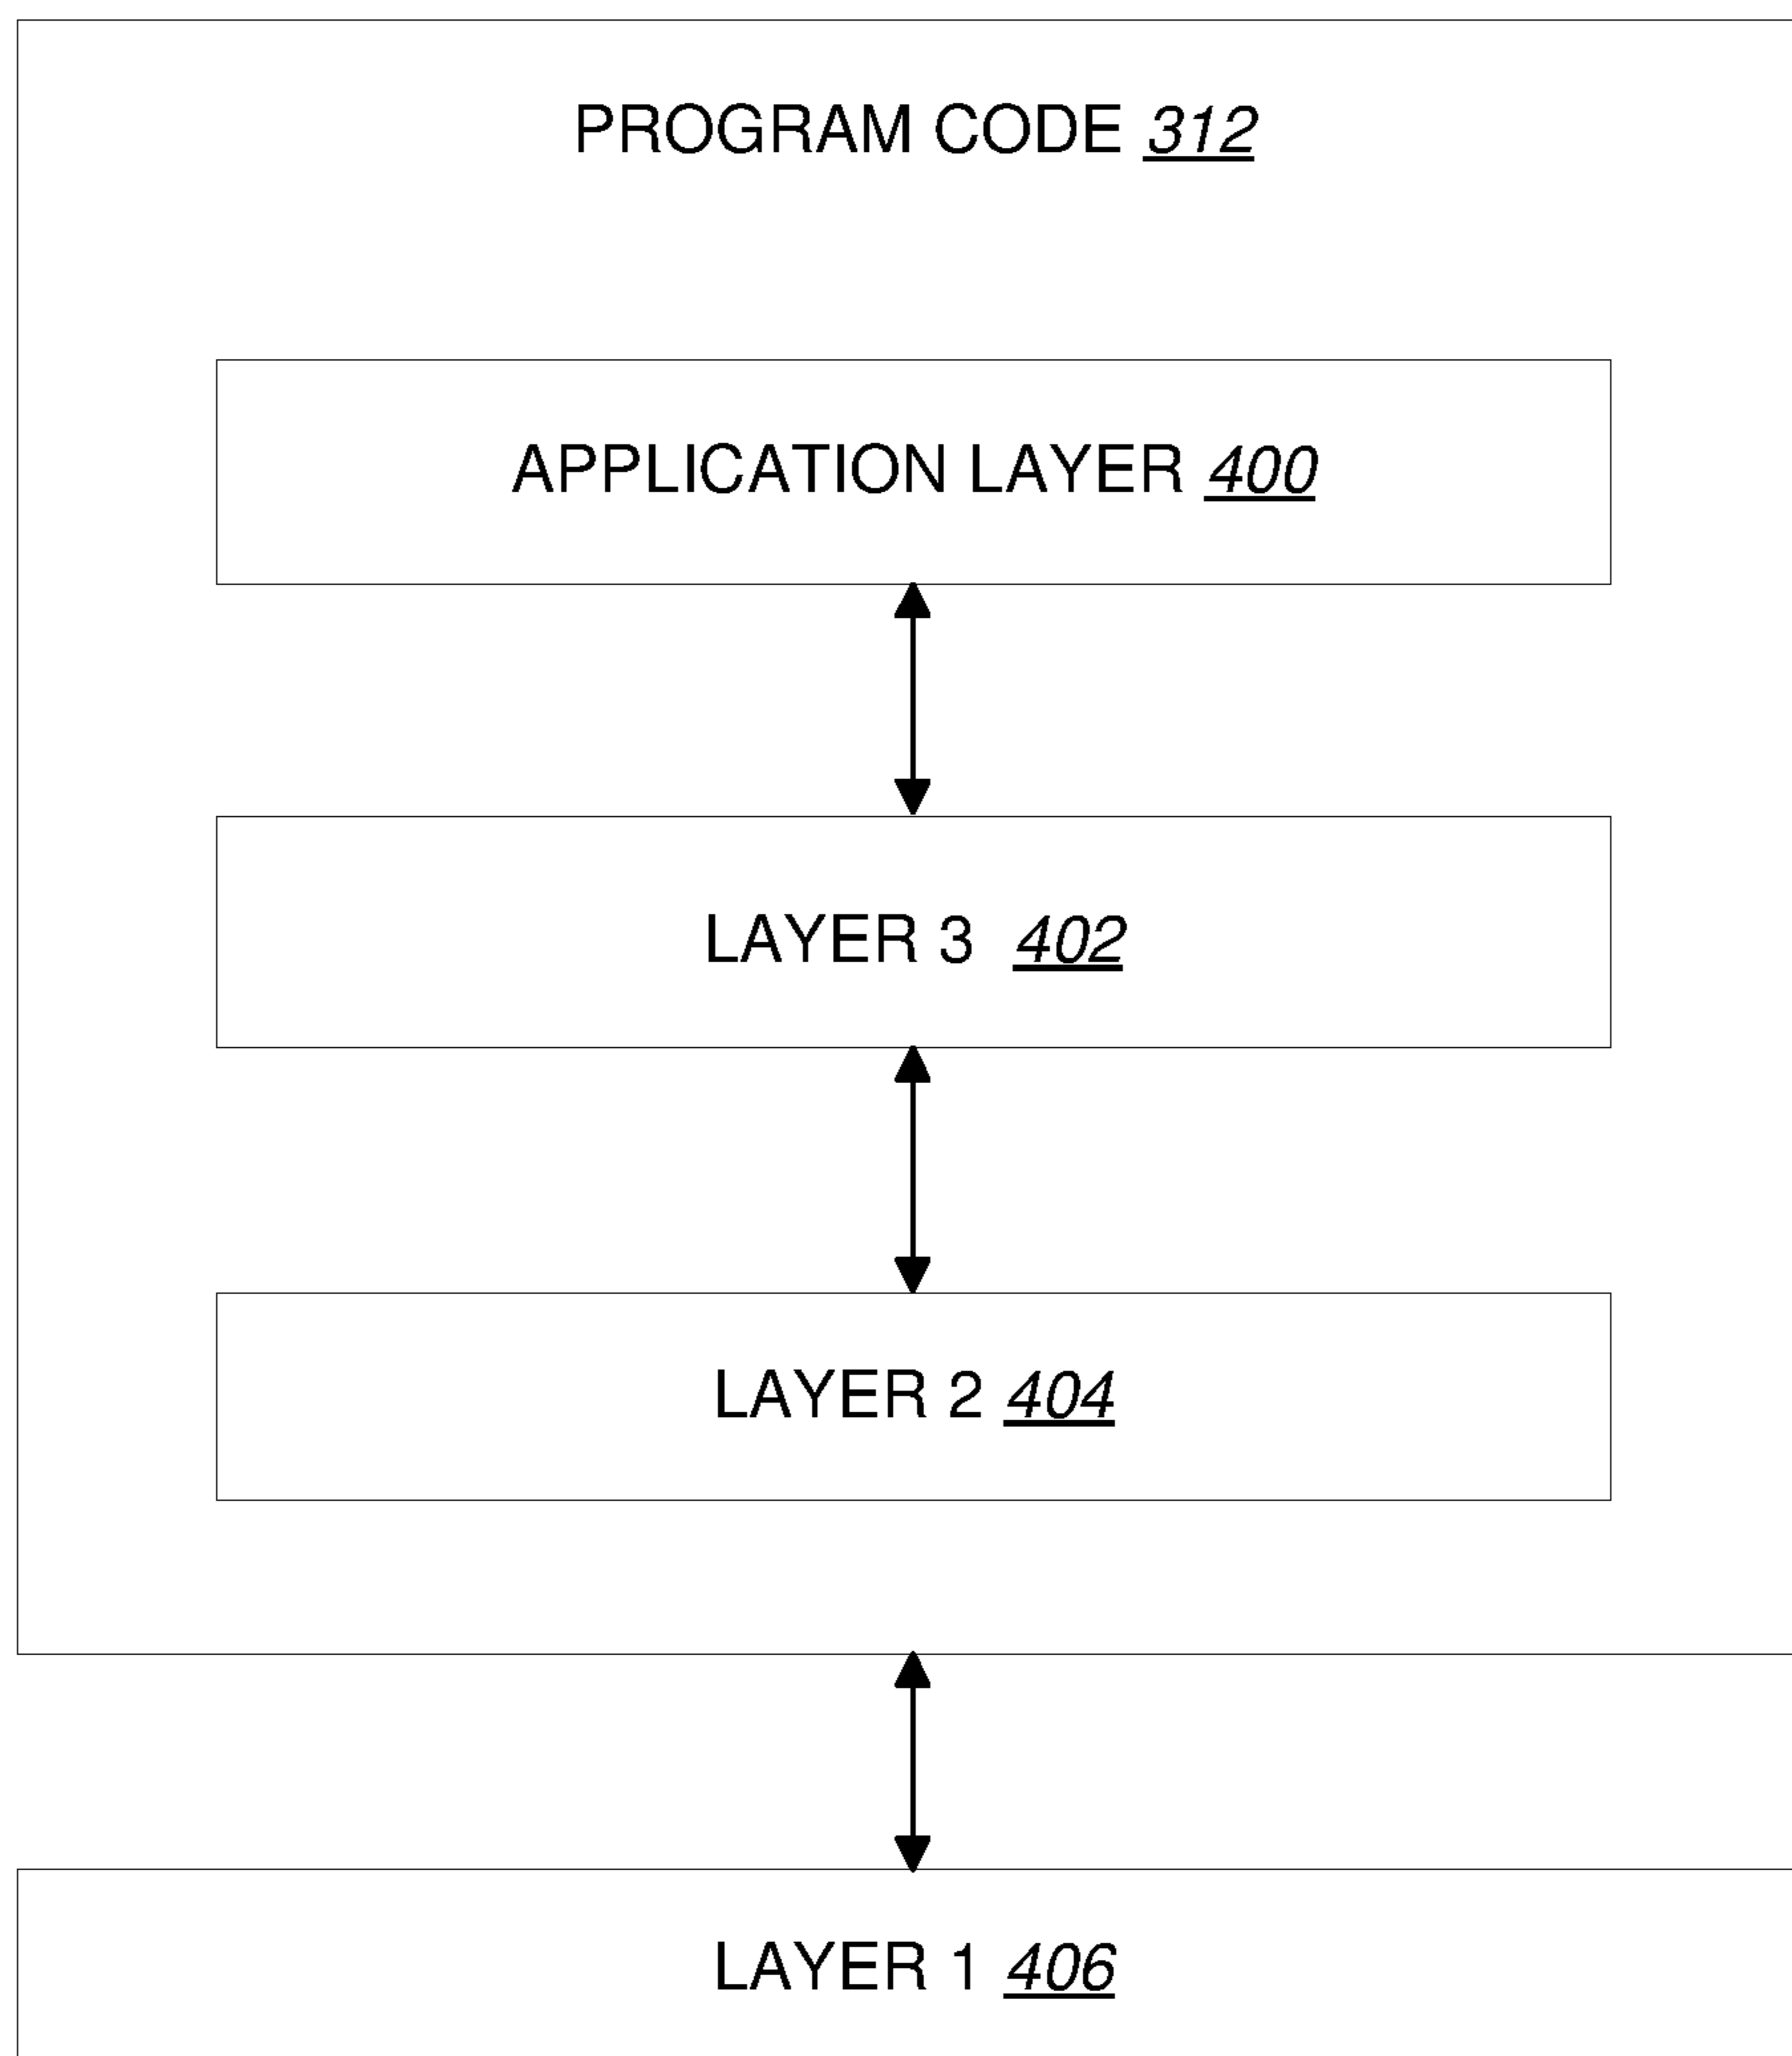 PROGRAM CODE 312
APPLICATION LAYER 400
LAYER 3 402
LAYER 2 404
LAYER 1 406